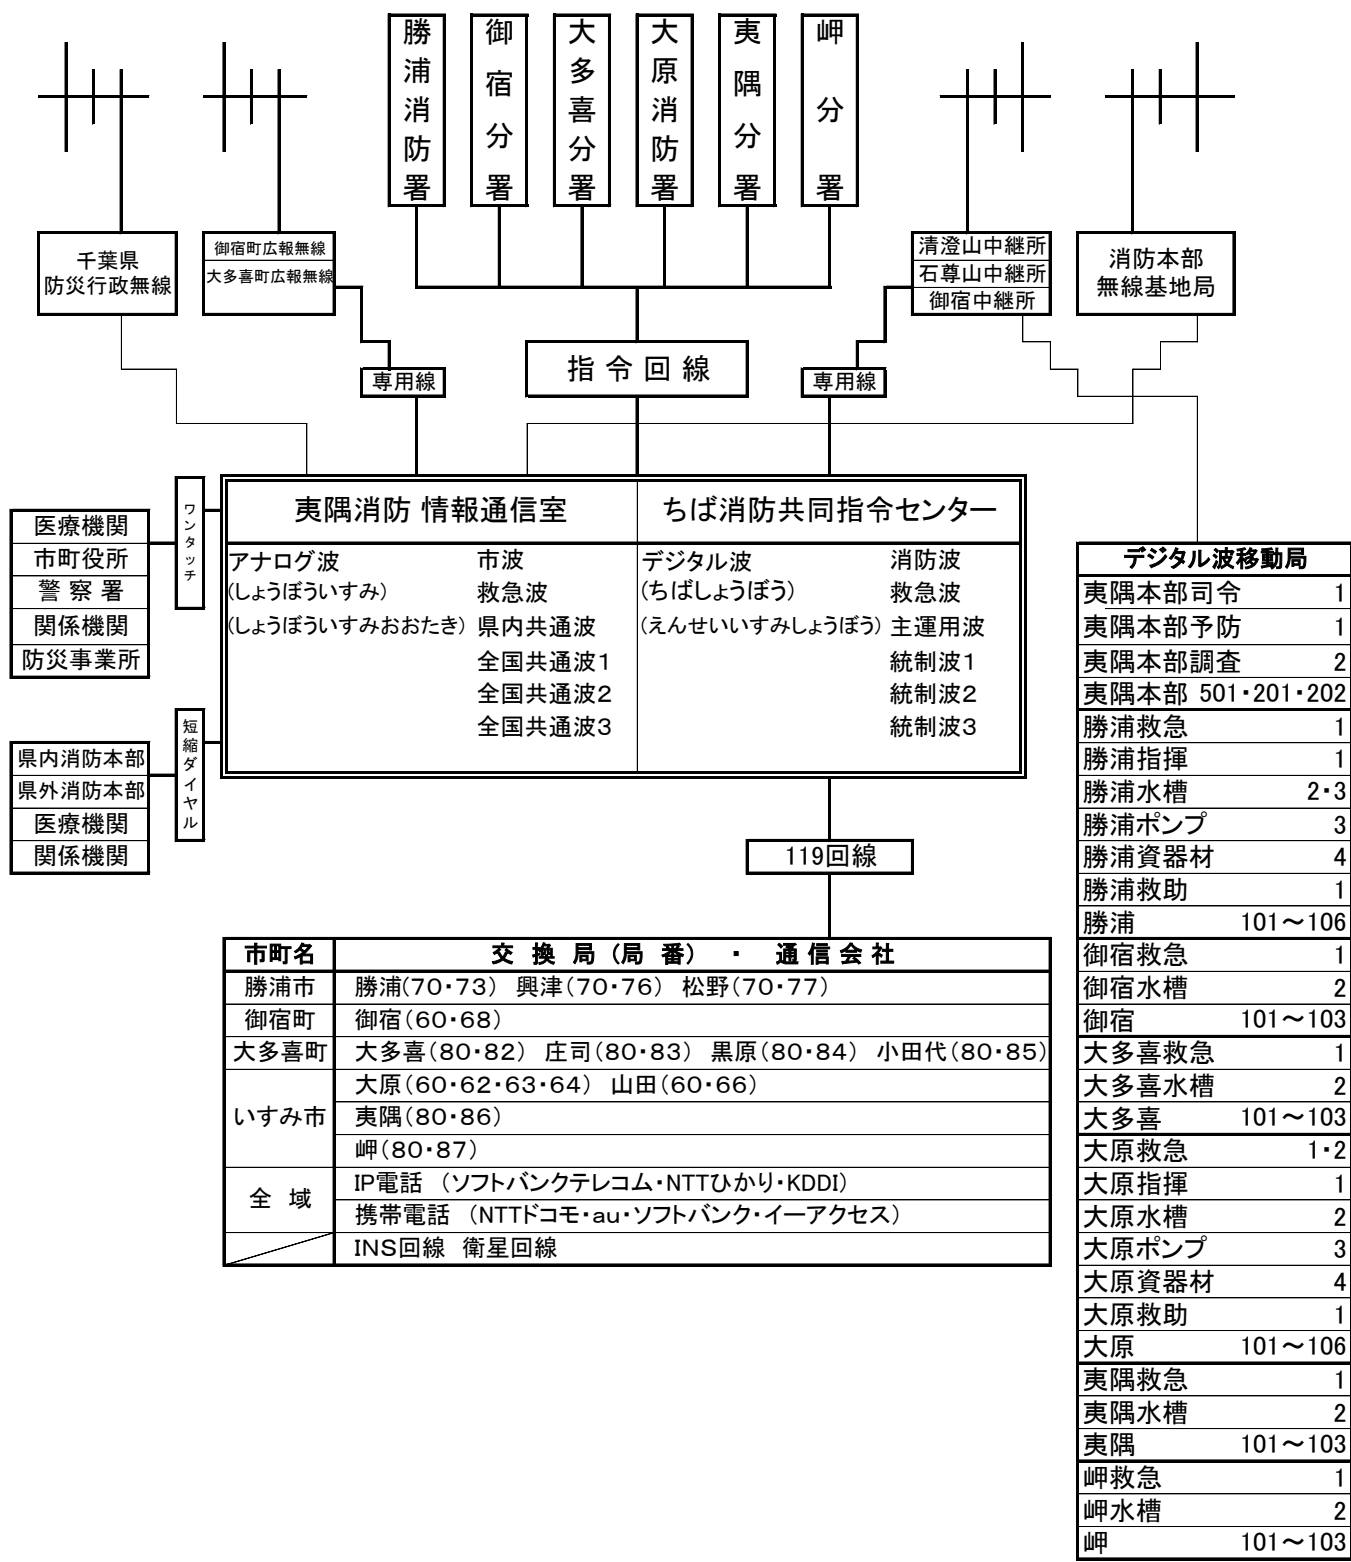 勝浦消防署
御宿分署
大多喜分署
大原消防署
夷隅分署
岬分署
千葉県
防災行政無線
御宿町広報無線
大多喜町広報無線
清澄山中継所
石尊山中継所
御宿中継所
消防本部
無線基地局
指令回線
専用線
専用線
ワンタッチ
医療機関
市町役所
警察署
関係機関
防災事業所
短縮ダイヤル
県内消防本部
県外消防本部
医療機関
関係機関
夷隅消防 情報通信室
ちば消防共同指令センター
アナログ波 市波
(しょうぼういすみ) 救急波
(しょうぼういすみおおたき) 県内共通波
全国共通波1
全国共通波2
全国共通波3
デジタル波 消防波
(ちばしょうぼう) 救急波
(えんせいいすみしょうぼう) 主運用波
統制波1
統制波2
統制波3
119回線
市町名 交換局(局番)・通信会社
勝浦市 勝浦(70・73) 興津(70・76) 松野(70・77)
御宿町 御宿(60・68)
大多喜町 大多喜(80・82) 庄司(80・83) 黒原(80・84) 小田代(80・85)
いすみ市 大原(60・62・63・64) 山田(60・66)
夷隅(80・86)
岬(80・87)
全域 IP電話 (ソフトバンクテレコム・NTTひかり・KDDI)
携帯電話 (NTTドコモ・au・ソフトバンク・イーアクセス)
INS回線 衛星回線
デジタル波移動局
夷隅本部司令 1
夷隅本部予防 1
夷隅本部調査 2
夷隅本部 501・201・202
勝浦救急 1
勝浦指揮 1
勝浦水槽 2・3
勝浦ポンプ 3
勝浦資器材 4
勝浦救助 1
勝浦 101～106
御宿救急 1
御宿水槽 2
御宿 101～103
大多喜救急 1
大多喜水槽 2
大多喜 101～103
大原救急 1・2
大原指揮 1
大原水槽 2
大原ポンプ 3
大原資器材 4
大原救助 1
大原 101～106
夷隅救急 1
夷隅水槽 2
夷隅 101～103
岬救急 1
岬水槽 2
岬 101～103